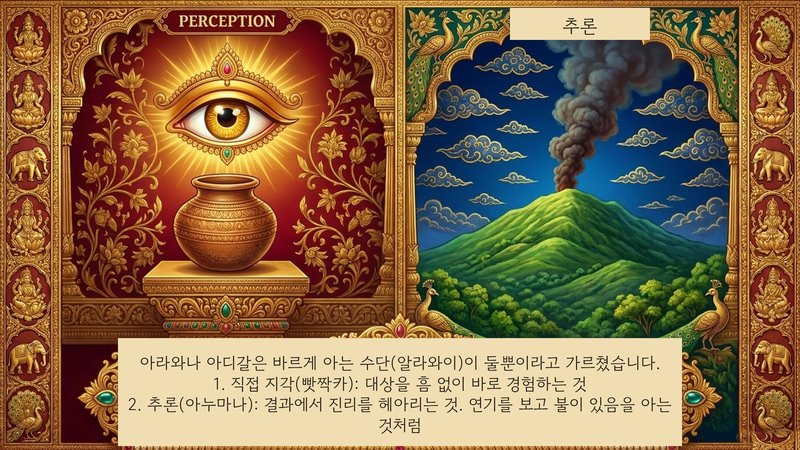 PERCEPTION
추론
아라와나 아디갈은 바르게 아는 수단(알라와이)이 둘뿐이라고 가르쳤습니다.
1. 직접 지각(빳짝카): 대상을 흠 없이 바로 경험하는 것
2. 추론(아누마나): 결과에서 진리를 헤아리는 것. 연기를 보고 불이 있음을 아는
것처럼